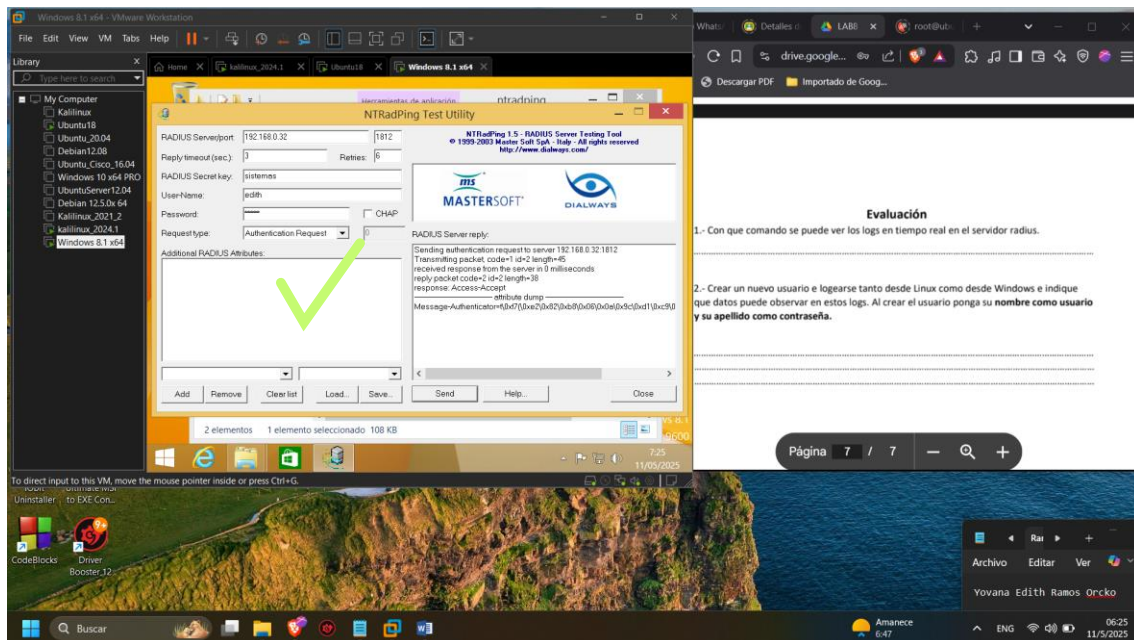 Windows 8.1 x64 - VMware Workstation
File Edit View VM Tabs Help
Library
Type here to search
My Computer
Kalilinux
Ubuntu18
Ubuntu_20.04
Debian12.08
Ubuntu_Cisco_16.04
Windows 10 x64 PRO
UbuntuServer12.04
Debian 12.5.0x 64
Kalilinux_2021_2
kalilinux_2024.1
Windows 8.1 x64
Home
kalilinux_2024.1
Ubuntu18
Windows 8.1 x64
Herramientas de aplicación
ntradping
NTRadPing Test Utility
RADIUS Server/port: 192.168.0.32 1812
Reply timeout (sec.): 3 Retries: 6
RADIUS Secret key: sistemas
User-Name: edith
Password: CHAP
Request type: Authentication Request 0
Additional RADIUS Attributes:
NTRadPing 1.5 - RADIUS Server Testing Tool
© 1999-2003 Master Soft SpA - Italy - All rights reserved
http://www.dialways.com/
ms
MASTERSOFT
DIALWAYS
RADIUS Server reply:
Sending authentication request to server 192.168.0.32:1812
Transmitting packet, code=1 id=2 length=45
received response from the server in 0 milliseconds
reply packet code=2 id=2 length=38
response: Access-Accept
attribute dump
Add Remove Clear list Load... Save... Send Help... Close
2 elementos 1 elemento seleccionado 108 KB
9600
7:25
11/05/2025
To direct input to this VM, move the mouse pointer inside or press Ctrl+G.
Whats
Detalles d
LAB8
root@ub
drive.google...
Descargar PDF
Importado de Goog...
Evaluación
1.- Con que comando se puede ver los logs en tiempo real en el servidor radius.
2.- Crear un nuevo usuario e logearse tanto desde Linux como desde Windows e indique
que datos puede observar en estos logs. Al crear el usuario ponga su nombre como usuario
y su apellido como contraseña.
Página 7 / 7
Uninstaller
to EXE Con...
CodeBlocks
Driver
Booster 12
Archivo Editar Ver
Yovana Edith Ramos Orcko
Buscar
Amanece
6:47
ENG
06:25
11/5/2025